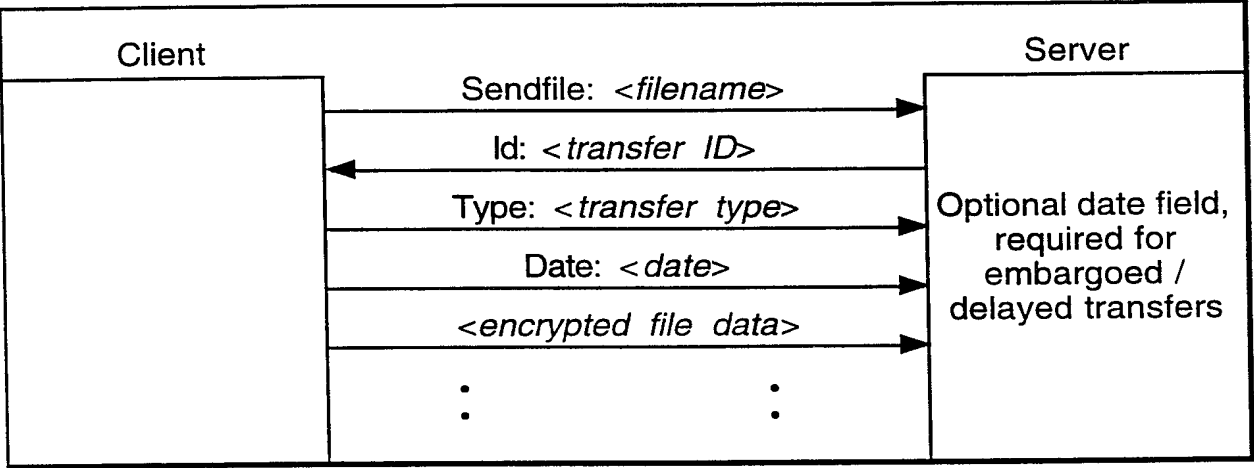 Client
Server
Sendfile: <filename>
Id: <transfer ID>
Type: <transfer type>
Date: <date>
<encrypted file data>
Optional date field,
required for
embargoed /
delayed transfers